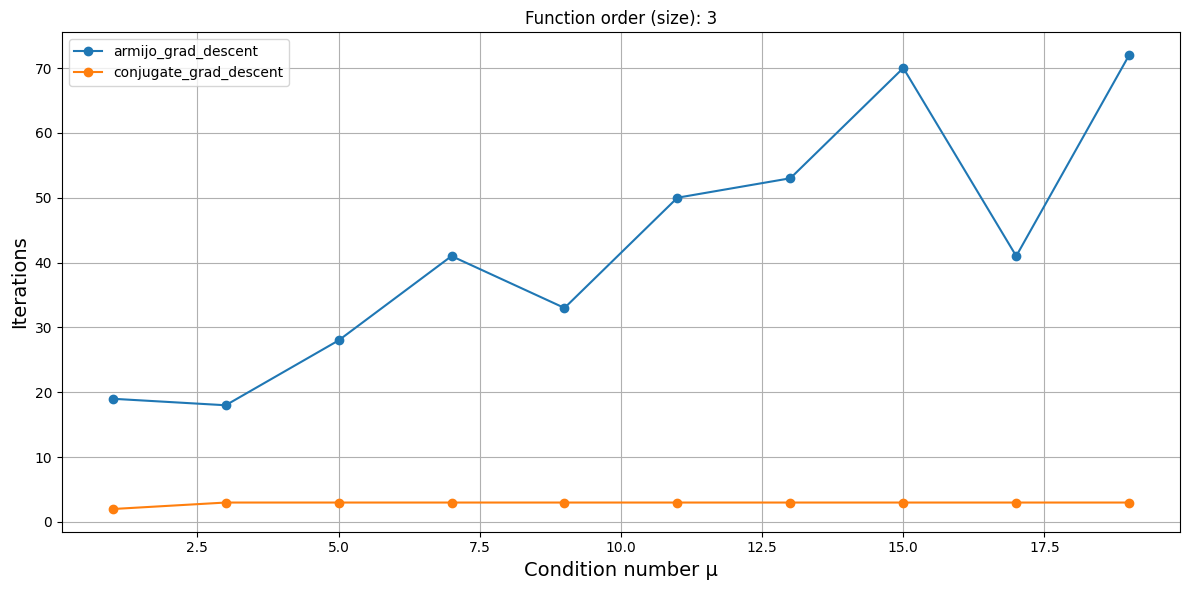 Function order (size): 3
armijo_grad_descent
conjugate_grad_descent
70
60
50
40
30
20
10
0
Iterations
2.5 5.0 7.5 10.0 12.5 15.0 17.5
Condition number μ